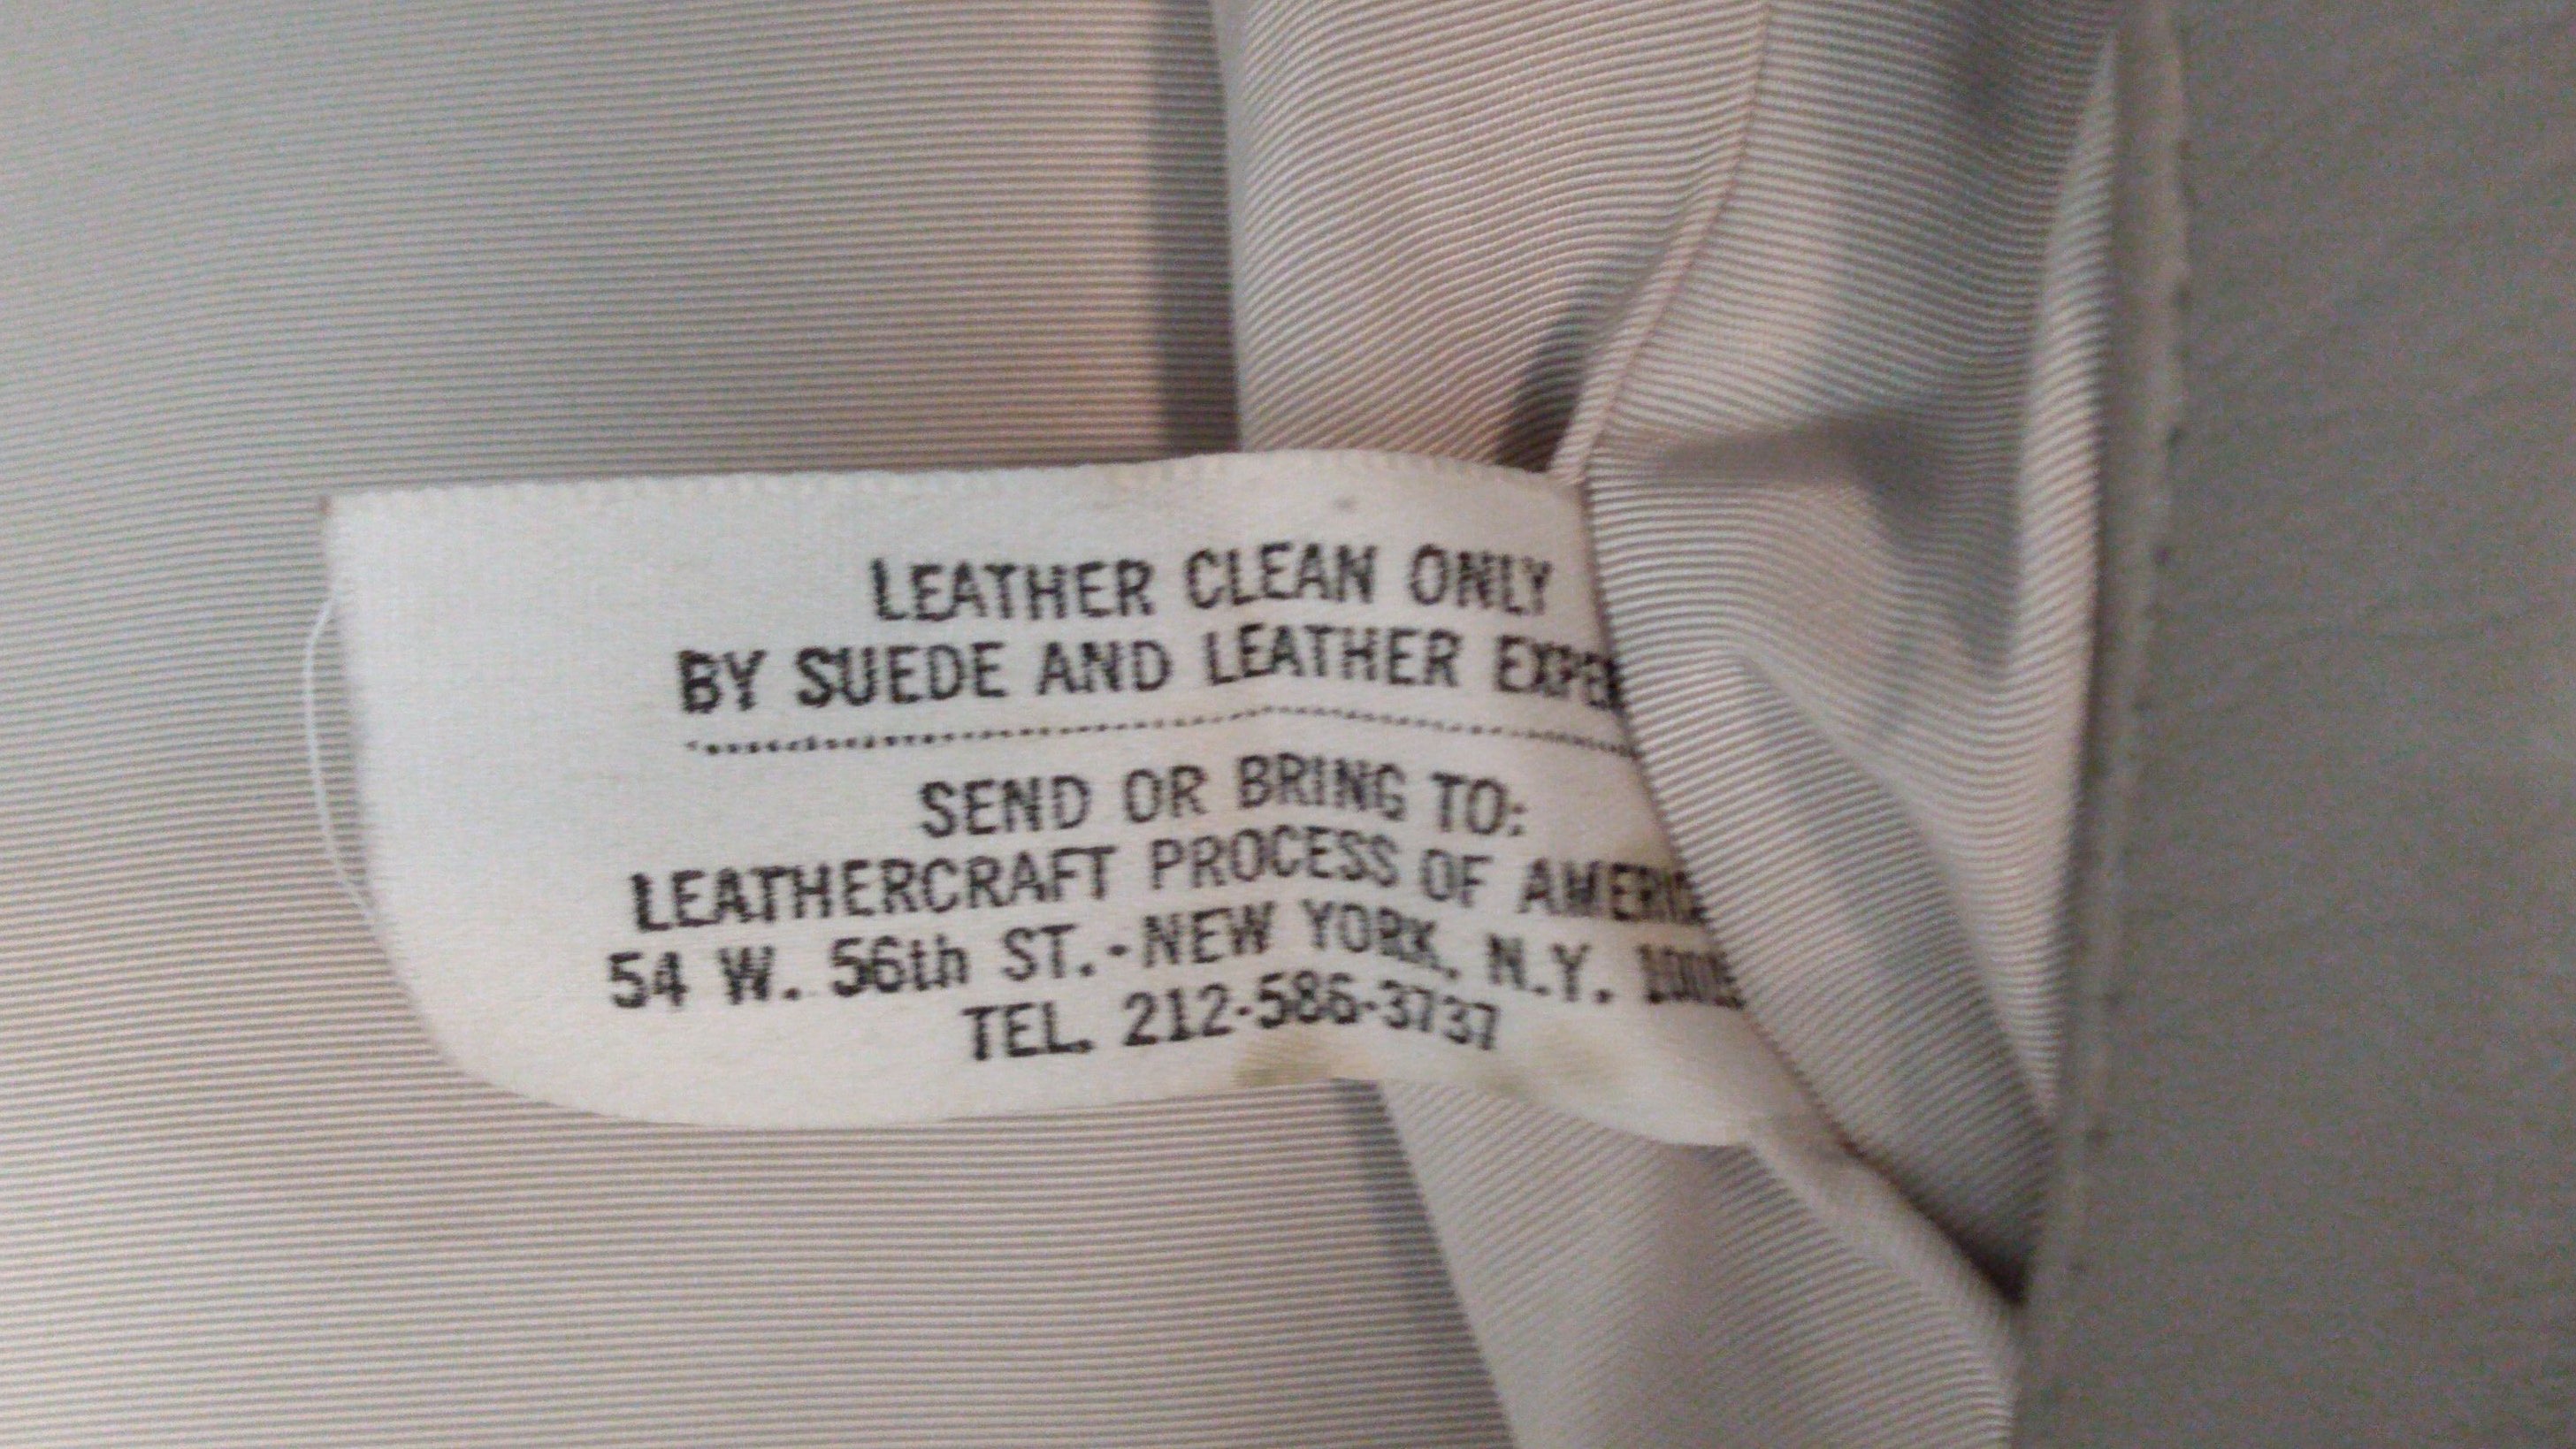 LEATHER CLEAN ONLY
BY SUEDE AND LEATHER
SEND OR BRING TO:
LEATHERCRAFT PROCESS OF
54 W. 56th ST.-NEW YORK, N.Y.
TEL. 212-586-3737